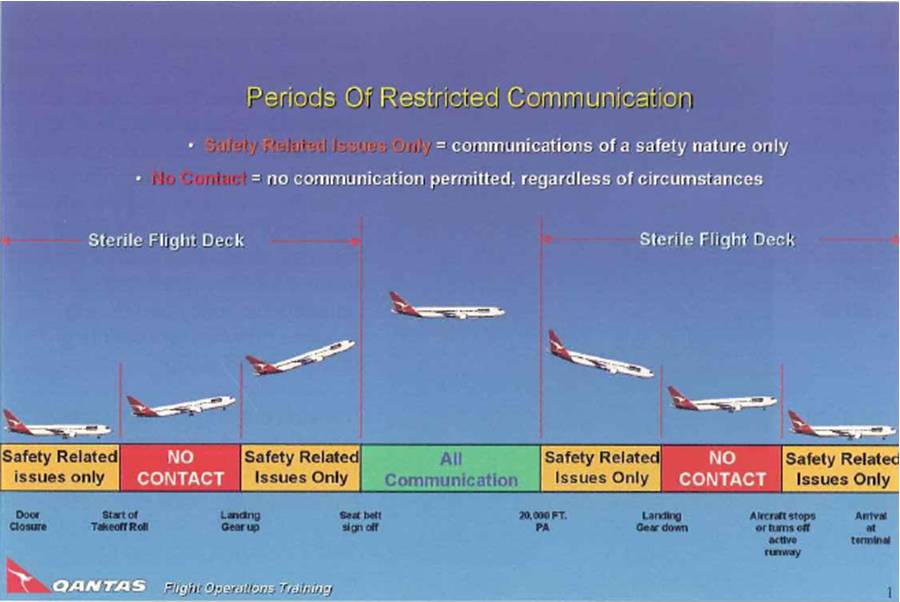 Periods Of Restricted Communication
• Safety Related Issues Only = communications of a safety nature only
• No Contact = no communication permitted, regardless of circumstances
Sterile Flight Deck
Sterile Flight Deck
Safety Related
issues only
NO
CONTACT
Safety Related
Issues Only
All
Communication
Safety Related
Issues Only
NO
CONTACT
Safety Related
Issues Only
Door
Closure
Start of
Takeoff Roll
Landing
Gear up
Seat belt
sign off
20,000 FT.
PA
Landing
Gear down
Aircraft stops
or turns off
active
runway
Arrival
at
terminal
QANTAS Flight Operations Training
1